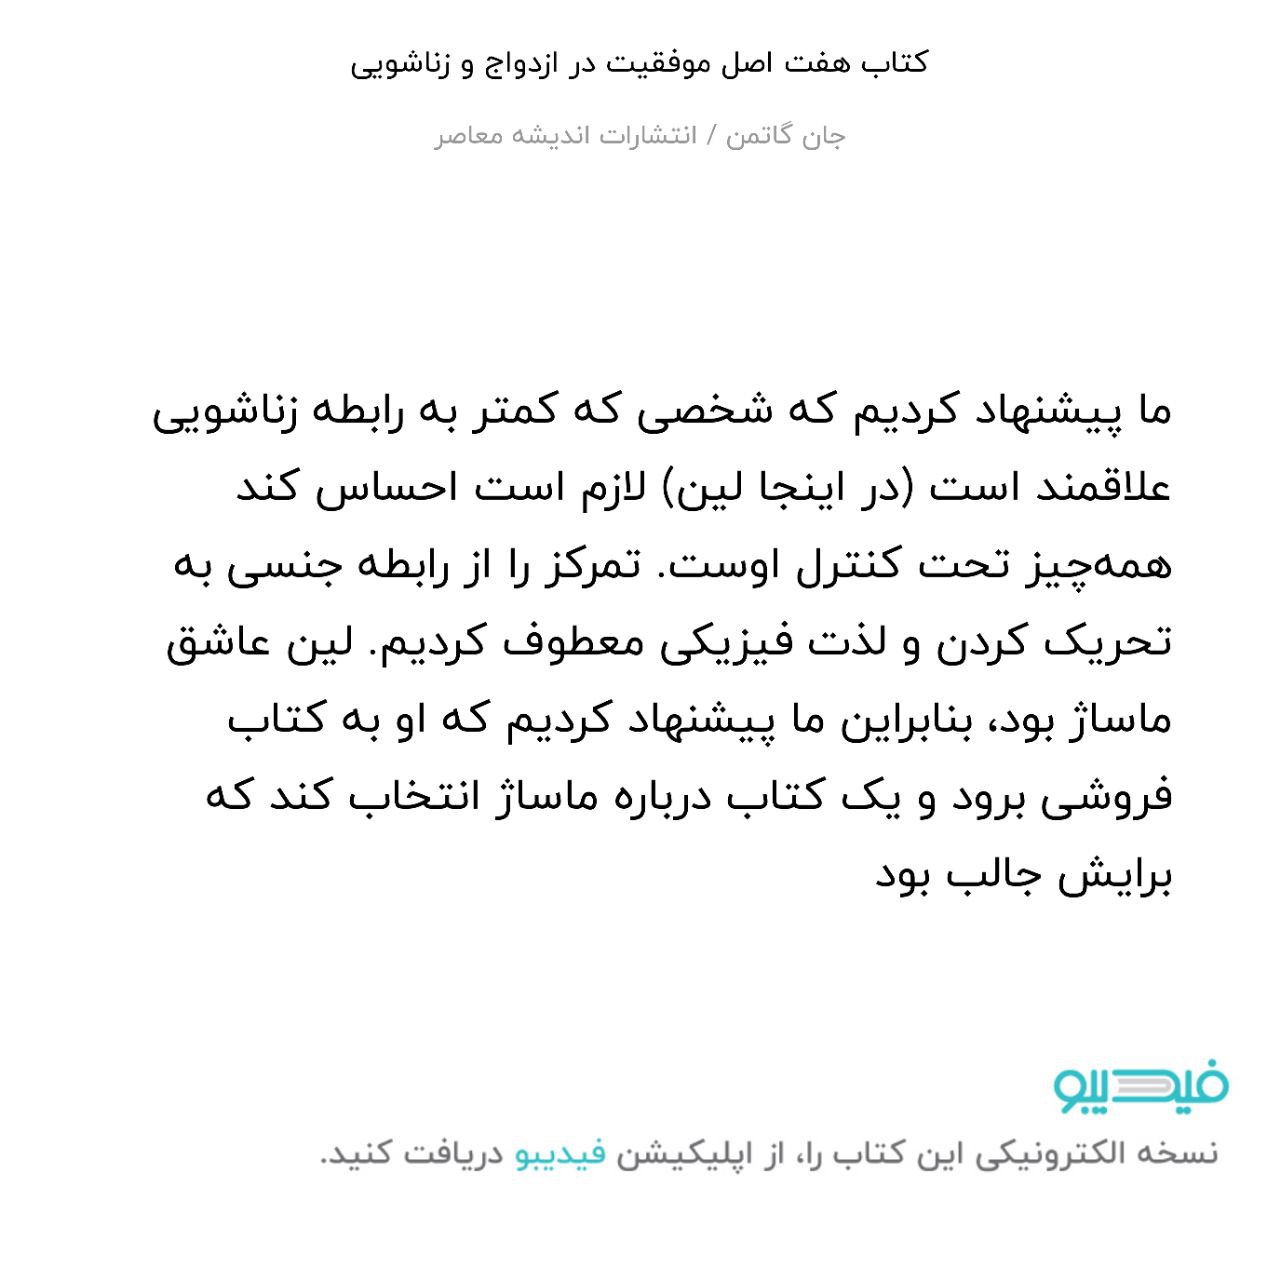 کتاب هفت اصل موفقیت در ازدواج و زناشویی
جان گاتمن / انتشارات اندیشه معاصر
ما پیشنهاد کردیم که شخصی که کمتر به رابطه زناشویی
علاقمند است (در اینجا لین) لازم است احساس کند
همه‌چیز تحت کنترل اوست. تمرکز را از رابطه جنسی به
تحریک کردن و لذت فیزیکی معطوف کردیم. لین عاشق
ماساژ بود، بنابراین ما پیشنهاد کردیم که او به کتاب
فروشی برود و یک کتاب درباره ماساژ انتخاب کند که
برایش جالب بود
فیدیبو
نسخه الکترونیکی این کتاب را، از اپلیکیشن فیدیبو دریافت کنید.